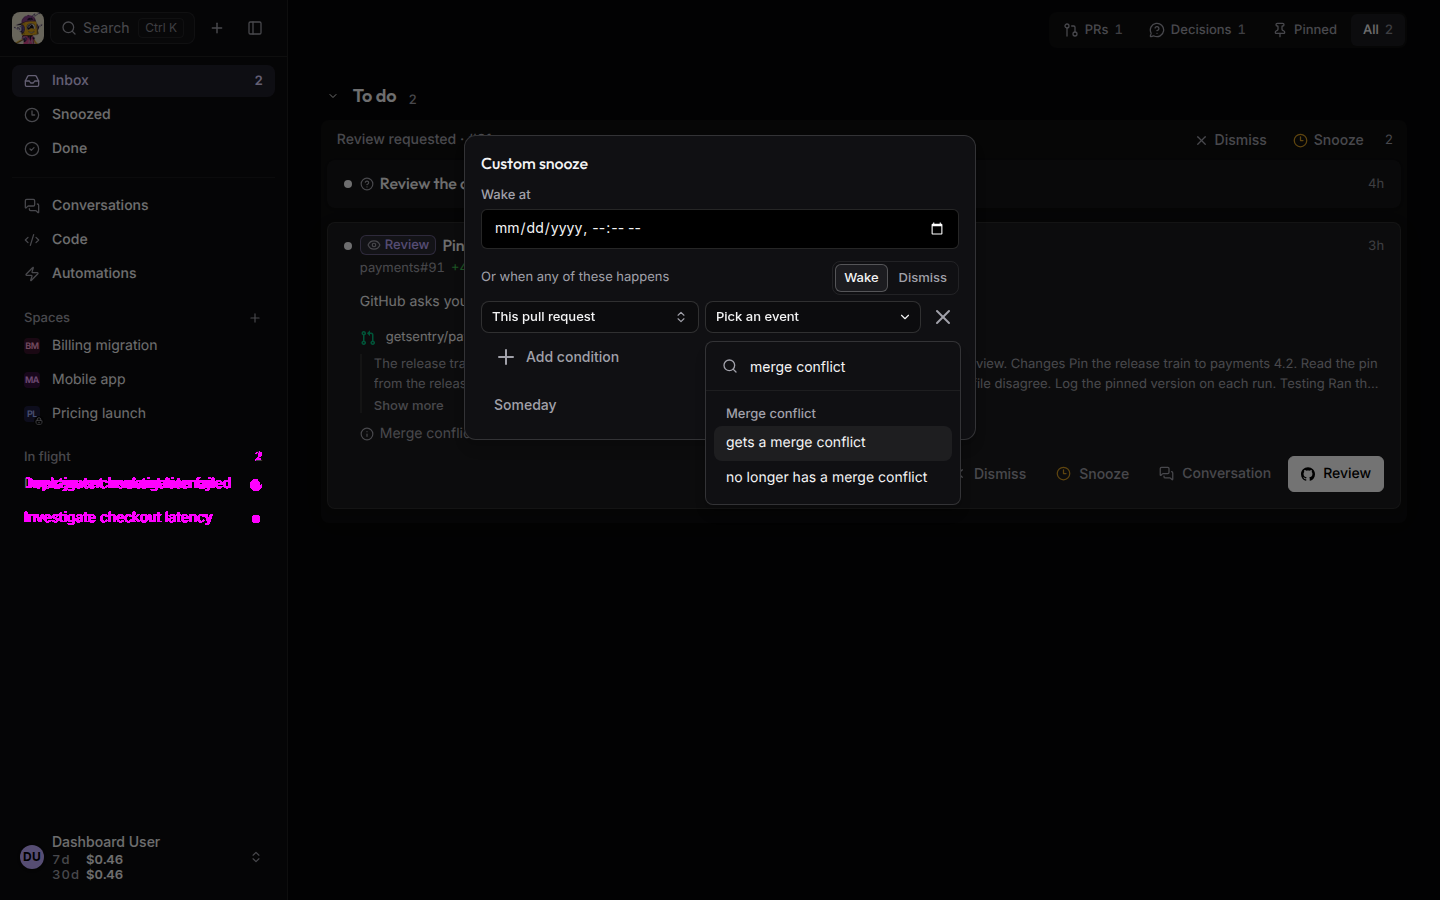 Search Ctrl K
PRs 1 Decisions 1 Pinned All 2
Inbox 2
Snoozed
Done
Conversations
Code
Automations
Spaces
BM Billing migration
MA Mobile app
PL Pricing launch
In flight
Investigate checkout latency
Dashboard User
DU
7d $0.46
30d $0.46
To do 2
Review requested ·
Dismiss Snooze 2
Review the
4h
Review Pin
3h
payments#91
GitHub asks you
getsentry/pa
The release tra
view. Changes Pin the release train to payments 4.2. Read the pin
from the releas
file disagree. Log the pinned version on each run. Testing Ran th...
Show more
Merge conflic
Dismiss Snooze Conversation Review
Custom snooze
Wake at
mm/dd/yyyy, --:-- --
Or when any of these happens Wake Dismiss
This pull request Pick an event
Add condition
Someday
merge conflict
Merge conflict
gets a merge conflict
no longer has a merge conflict